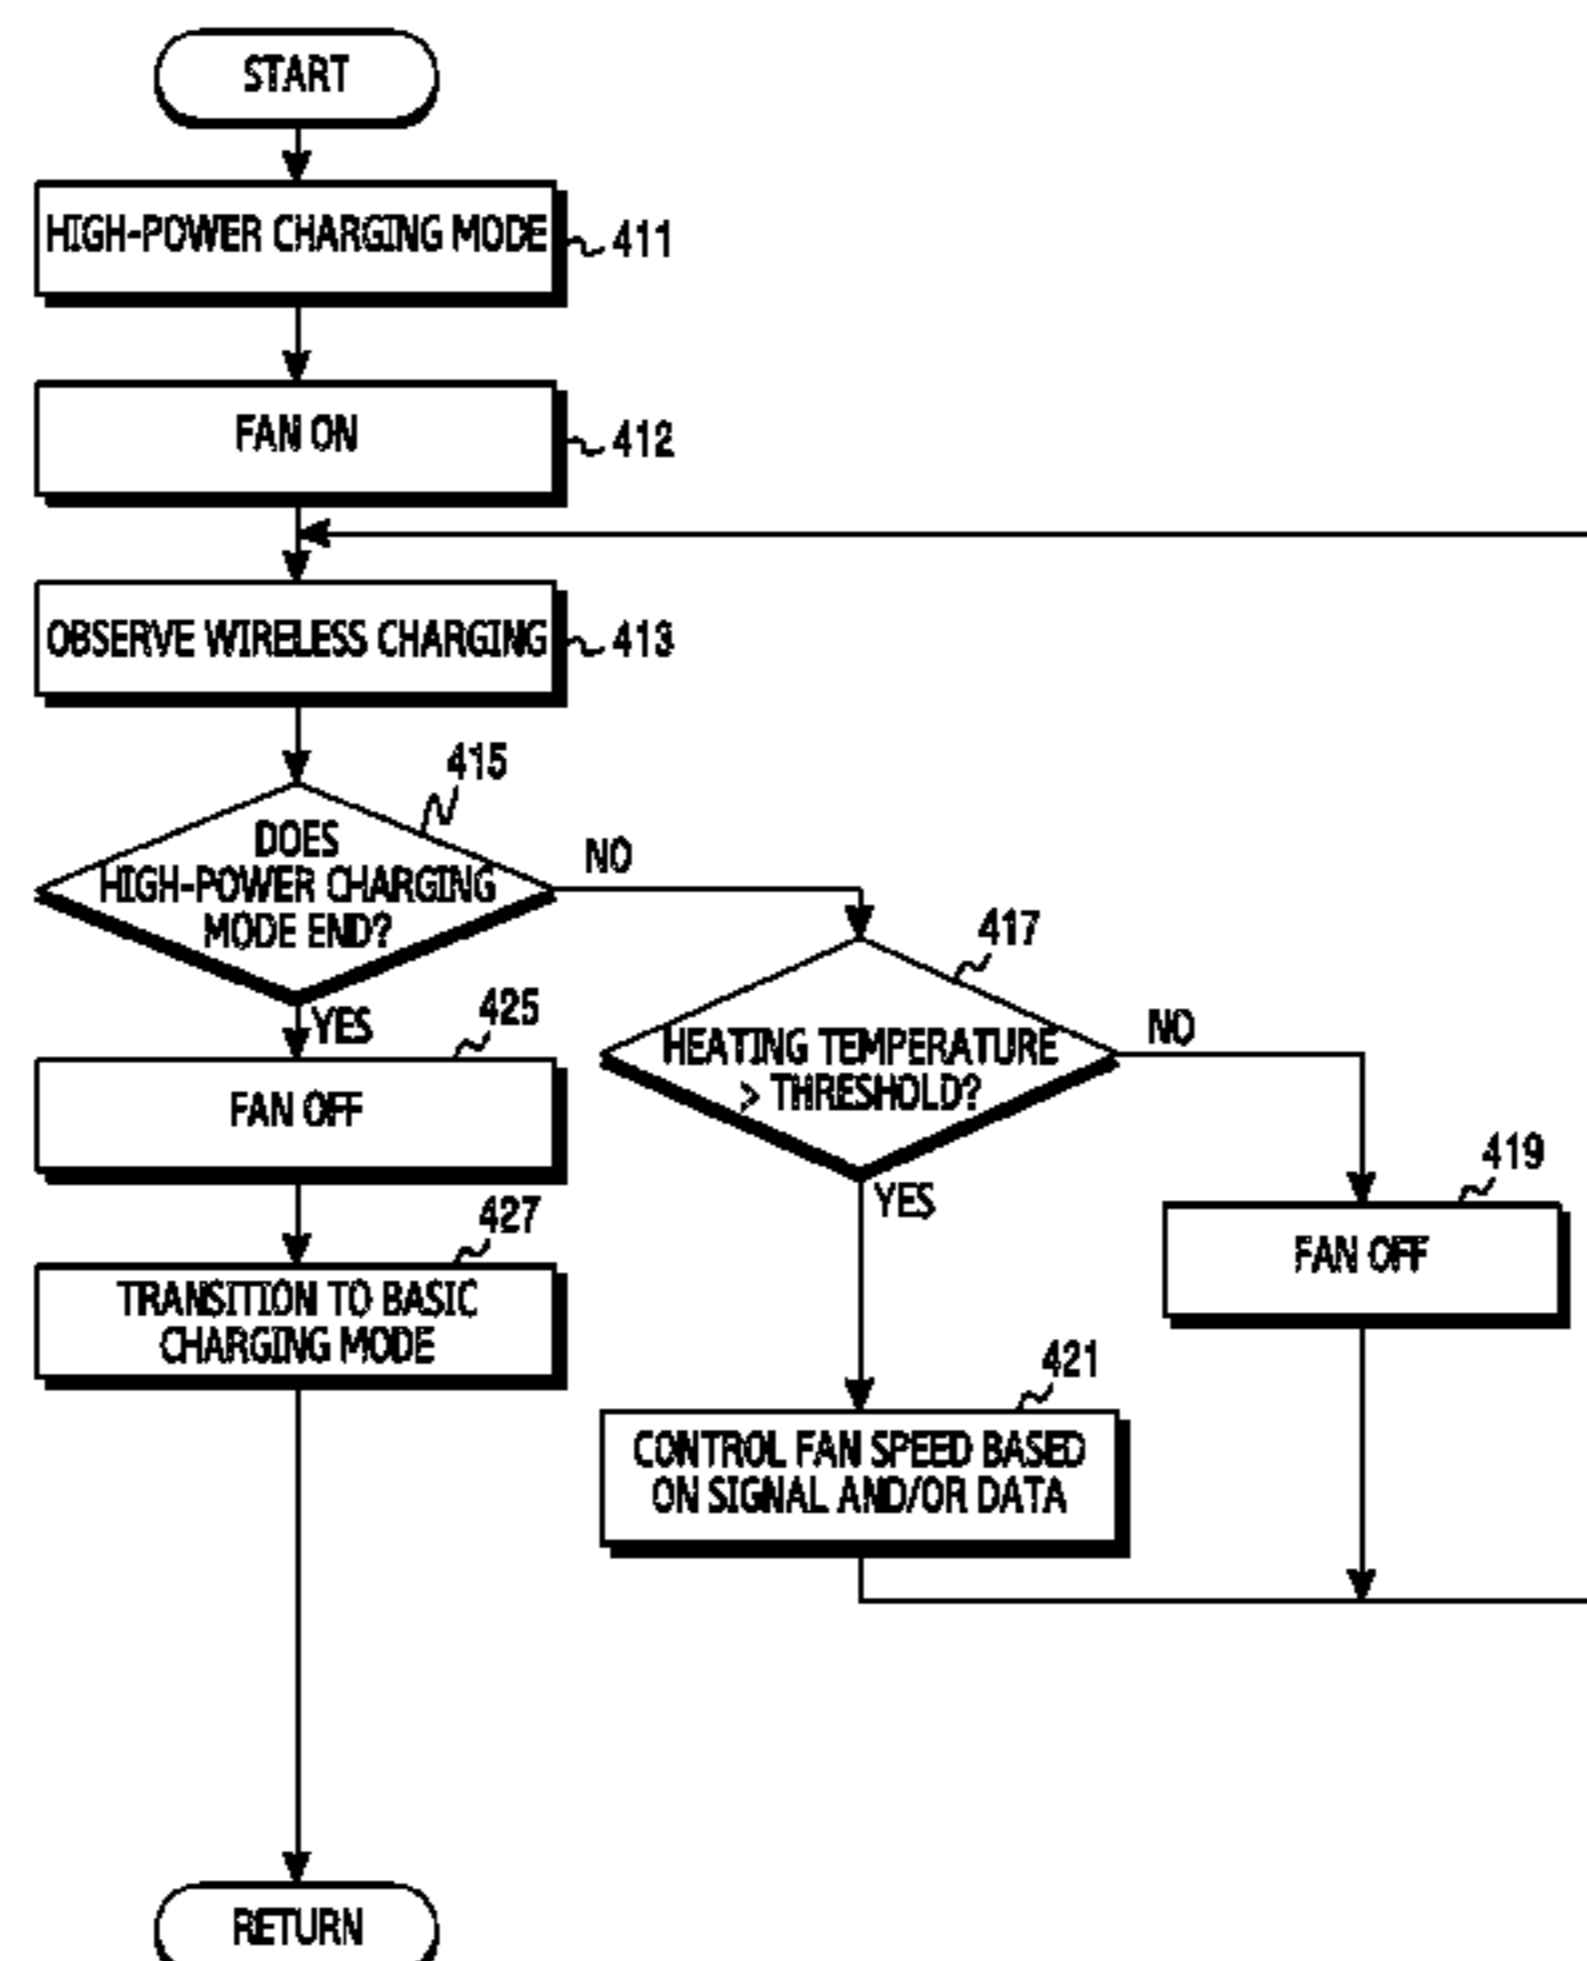 START
HIGH-POWER CHARGING MODE
411
FAN ON
412
OBSERVE WIRELESS CHARGING
413
415
DOES
HIGH-POWER CHARGING
MODE END?
NO
YES
417
HEATING TEMPERATURE
> THRESHOLD?
NO
YES
425
FAN OFF
419
FAN OFF
427
TRANSITION TO BASIC
CHARGING MODE
421
CONTROL FAN SPEED BASED
ON SIGNAL AND/OR DATA
RETURN